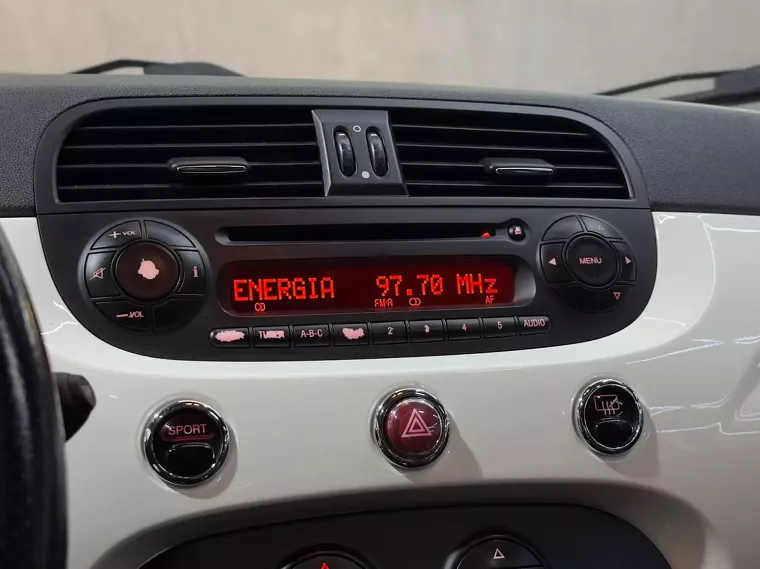 + VOL
i
MENU
ENERGIA 97.70 MHz
CD FM-A AF
- VOL
TUNER A-B-C 2 3 4 5 AUDIO
SPORT